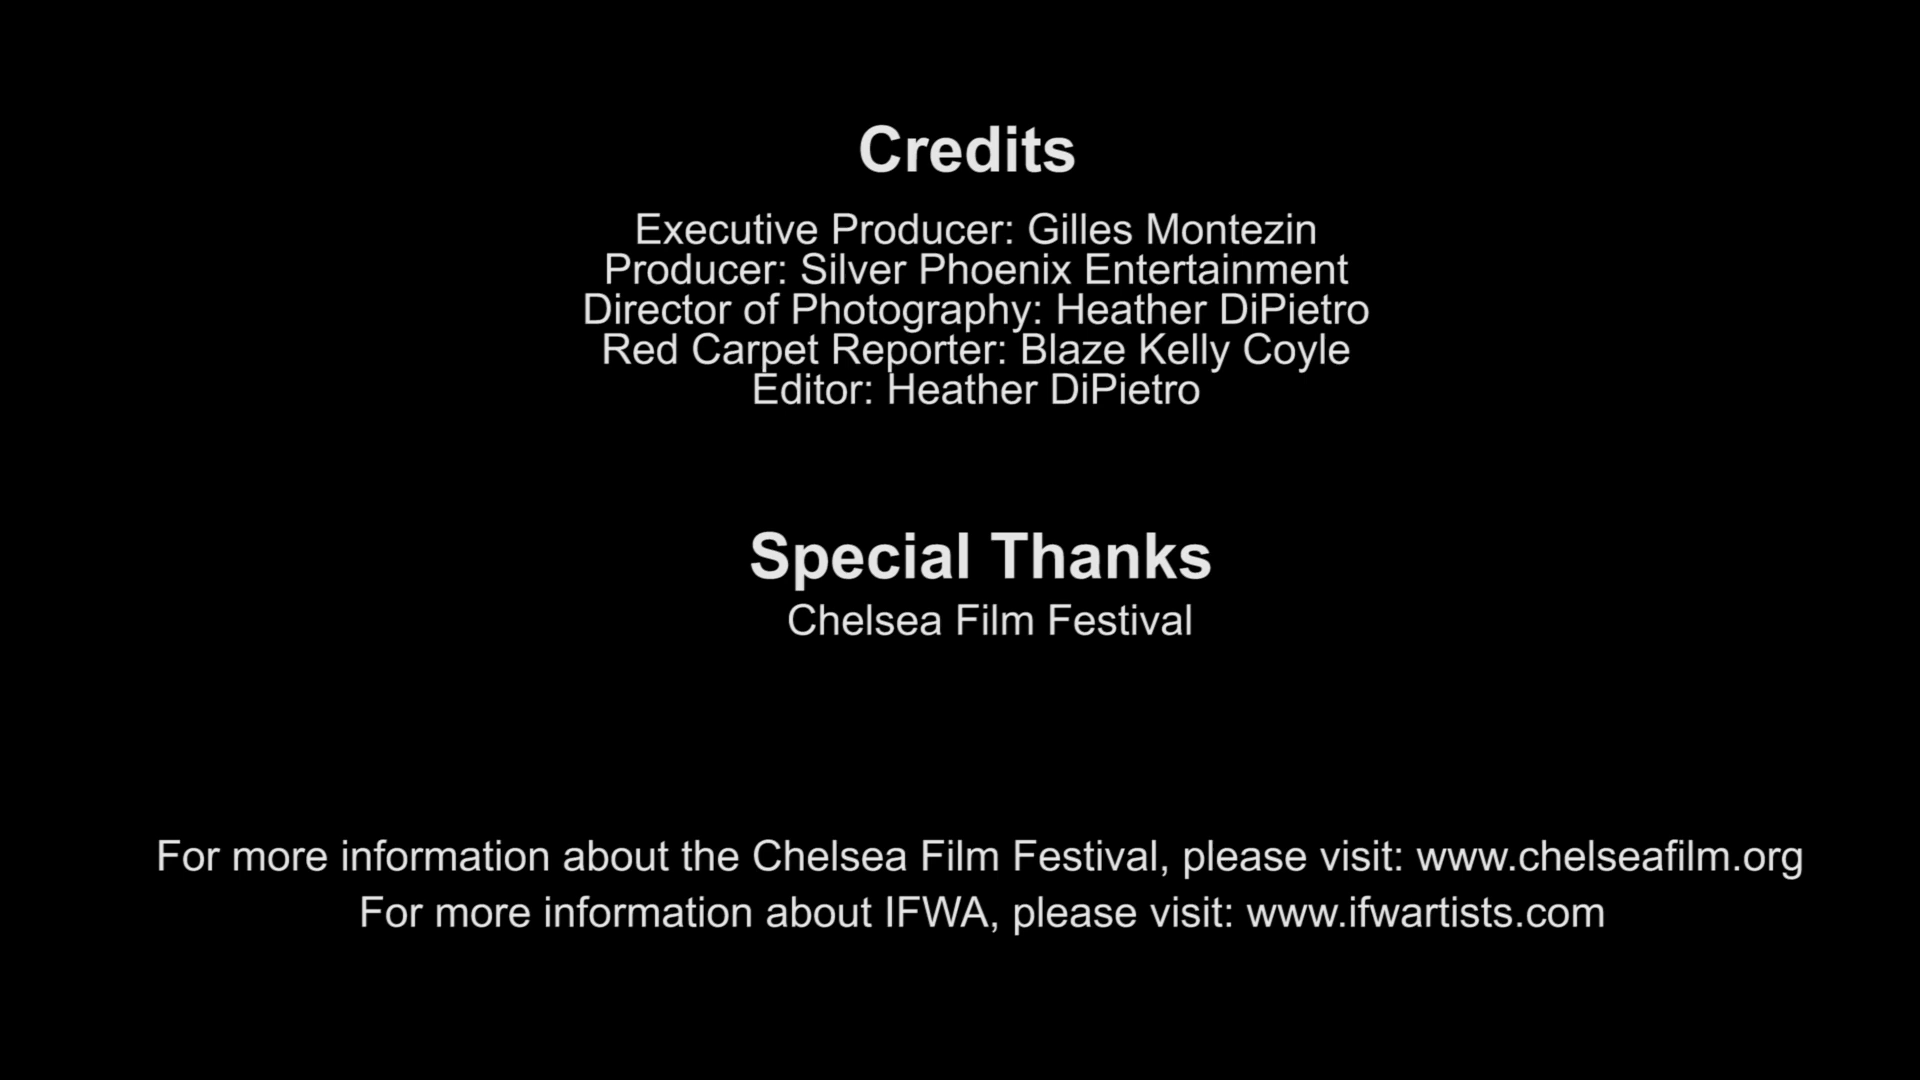 Credits
Executive Producer: Gilles Montezin
Producer: Silver Phoenix Entertainment
Director of Photography: Heather DiPietro
Red Carpet Reporter: Blaze Kelly Coyle
Editor: Heather DiPietro
Special Thanks
Chelsea Film Festival
For more information about the Chelsea Film Festival, please visit: www.chelseafilm.org
For more information about IFWA, please visit: www.ifwartists.com